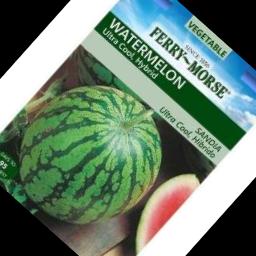 VEGETABLE
FERRY-MORSE®
SINCE 1856
WATERMELON
Ultra Cool, Hybrid
SANDIA
Ultra Cool, Híbrido